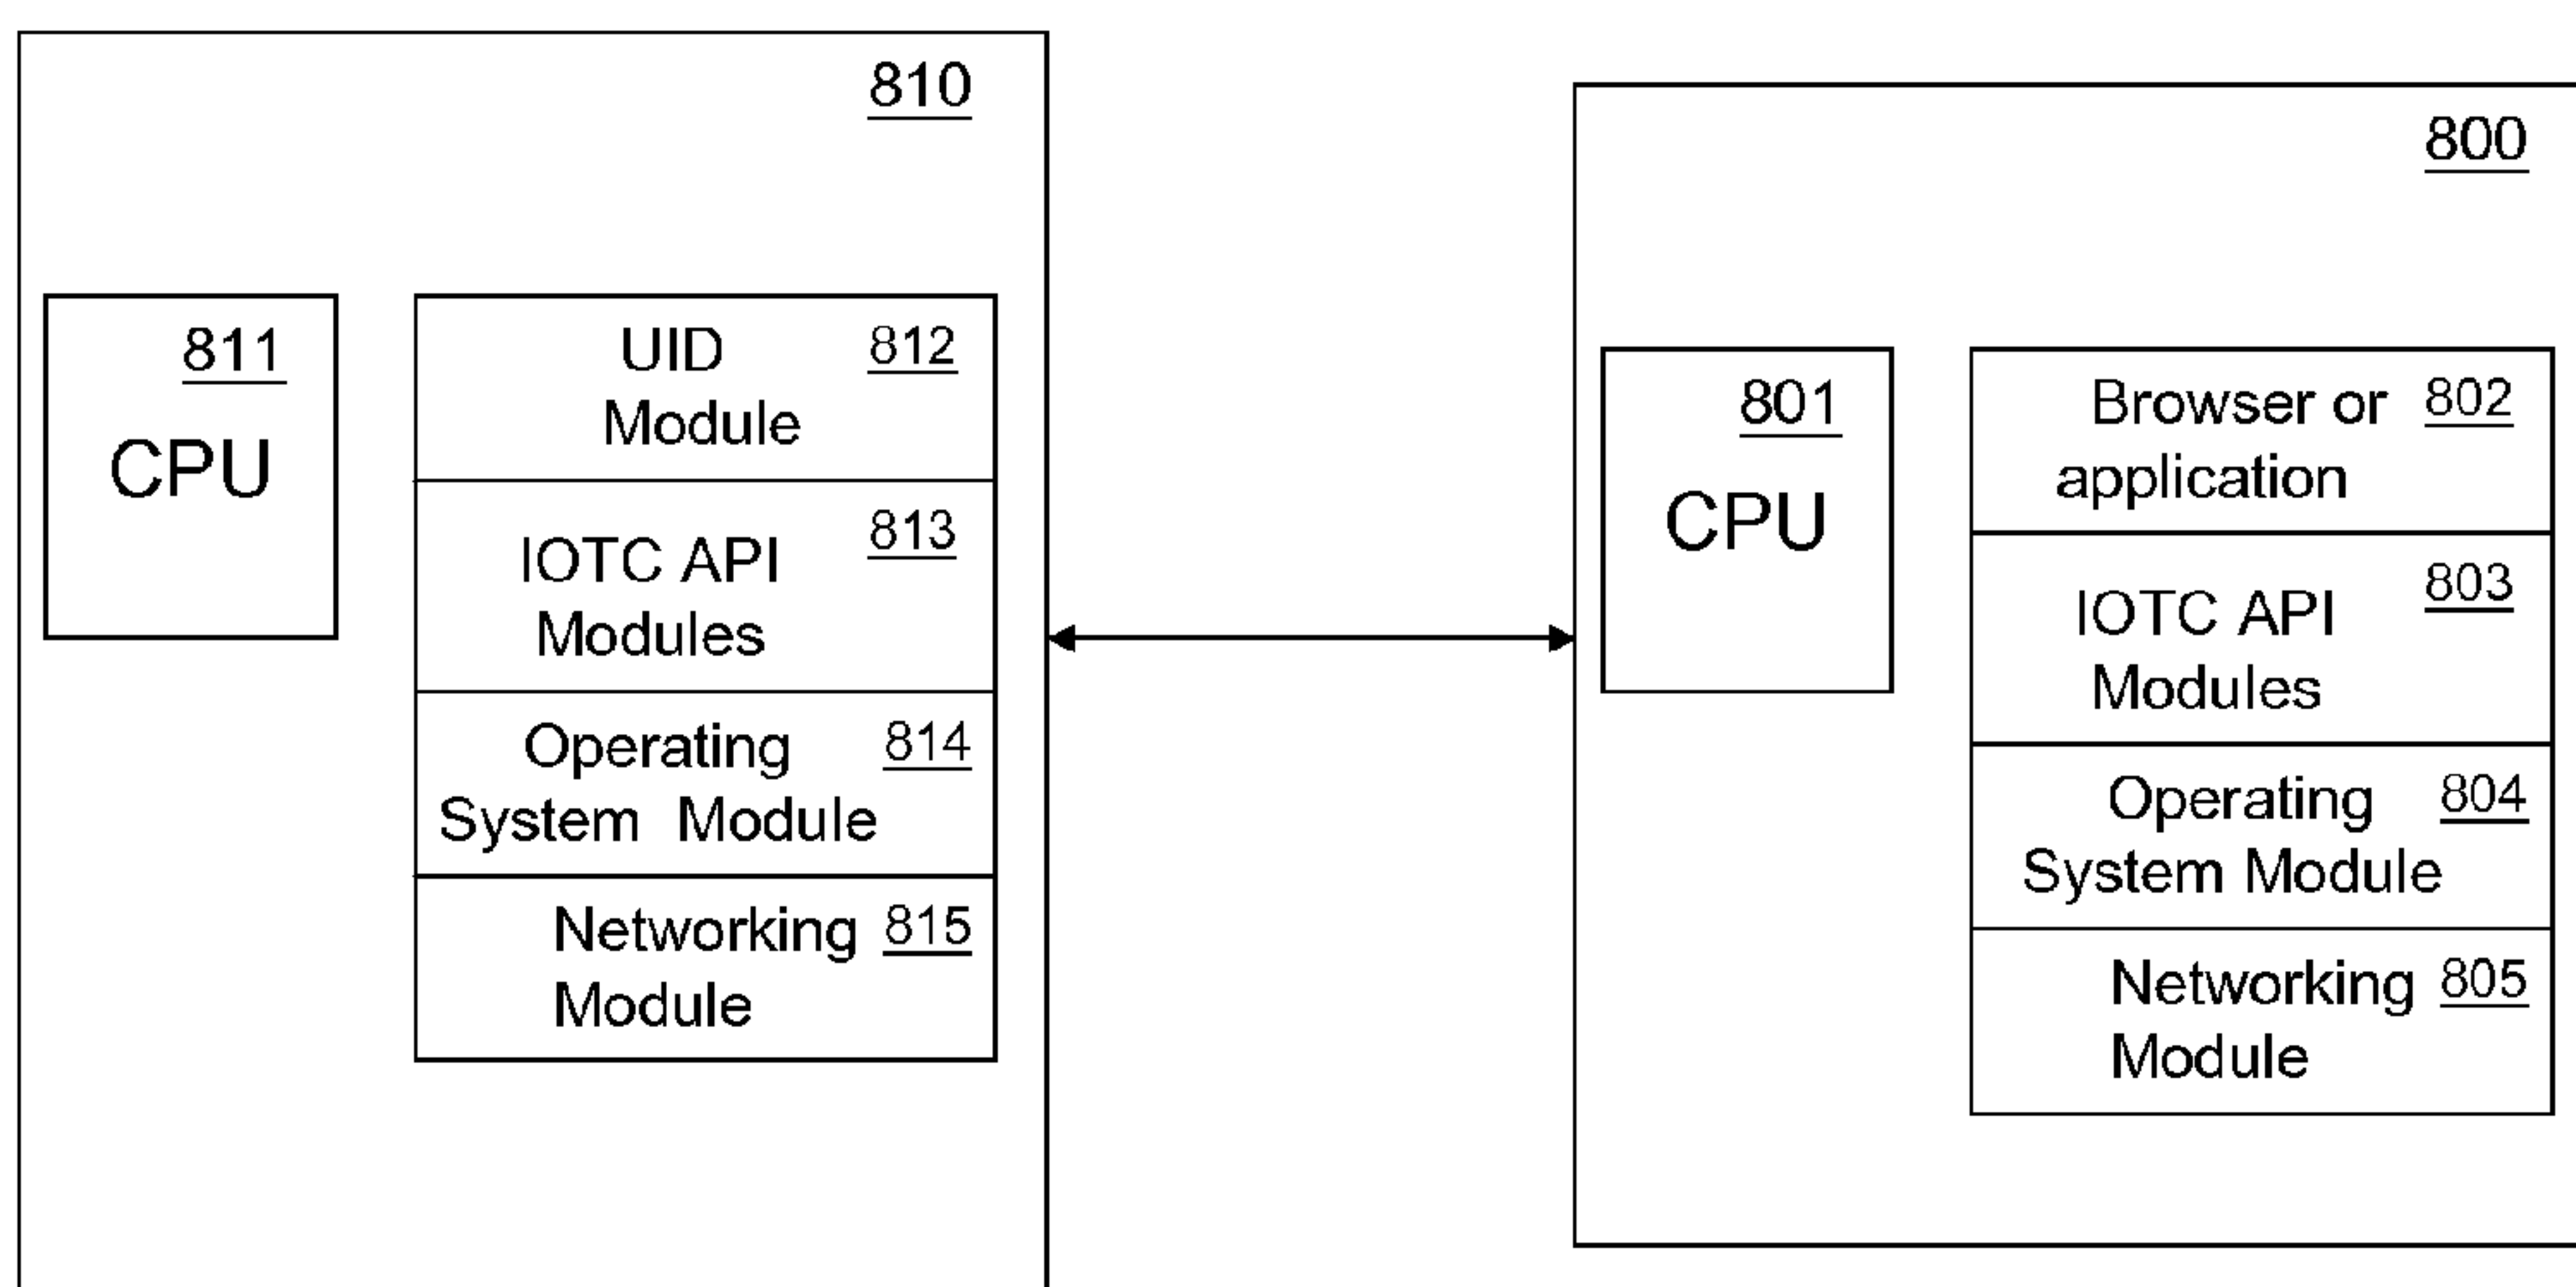 810
811
CPU
UID 812
Module
IOTC API 813
Modules
Operating 814
System Module
Networking 815
Module
800
801
CPU
Browser or 802
application
IOTC API 803
Modules
Operating 804
System Module
Networking 805
Module